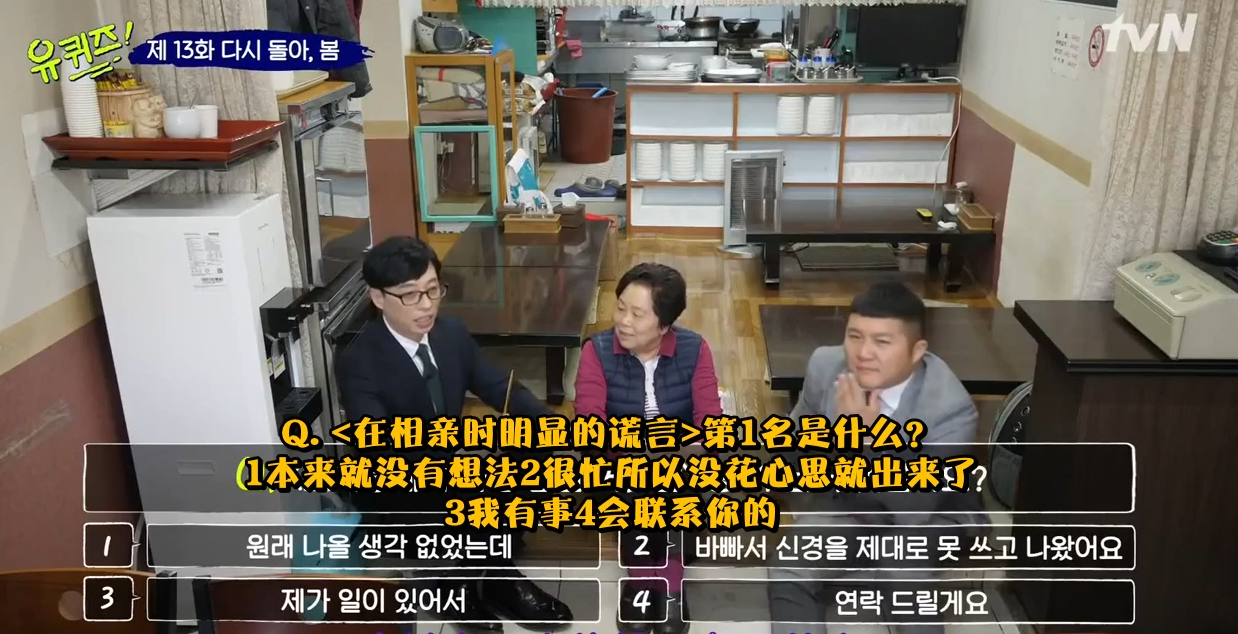 유퀴즈!
제 13화 다시 돌아, 봄
tvN
Q.<在相亲时明显的谎言>第1名是什么?
1本来就没有想法2很忙所以没花心思就出来了
3我有事4会联系你的
1 원래 나올 생각 없었는데
2 바빠서 신경을 제대로 못 쓰고 나왔어요
3 제가 일이 있어서
4 연락 드릴게요